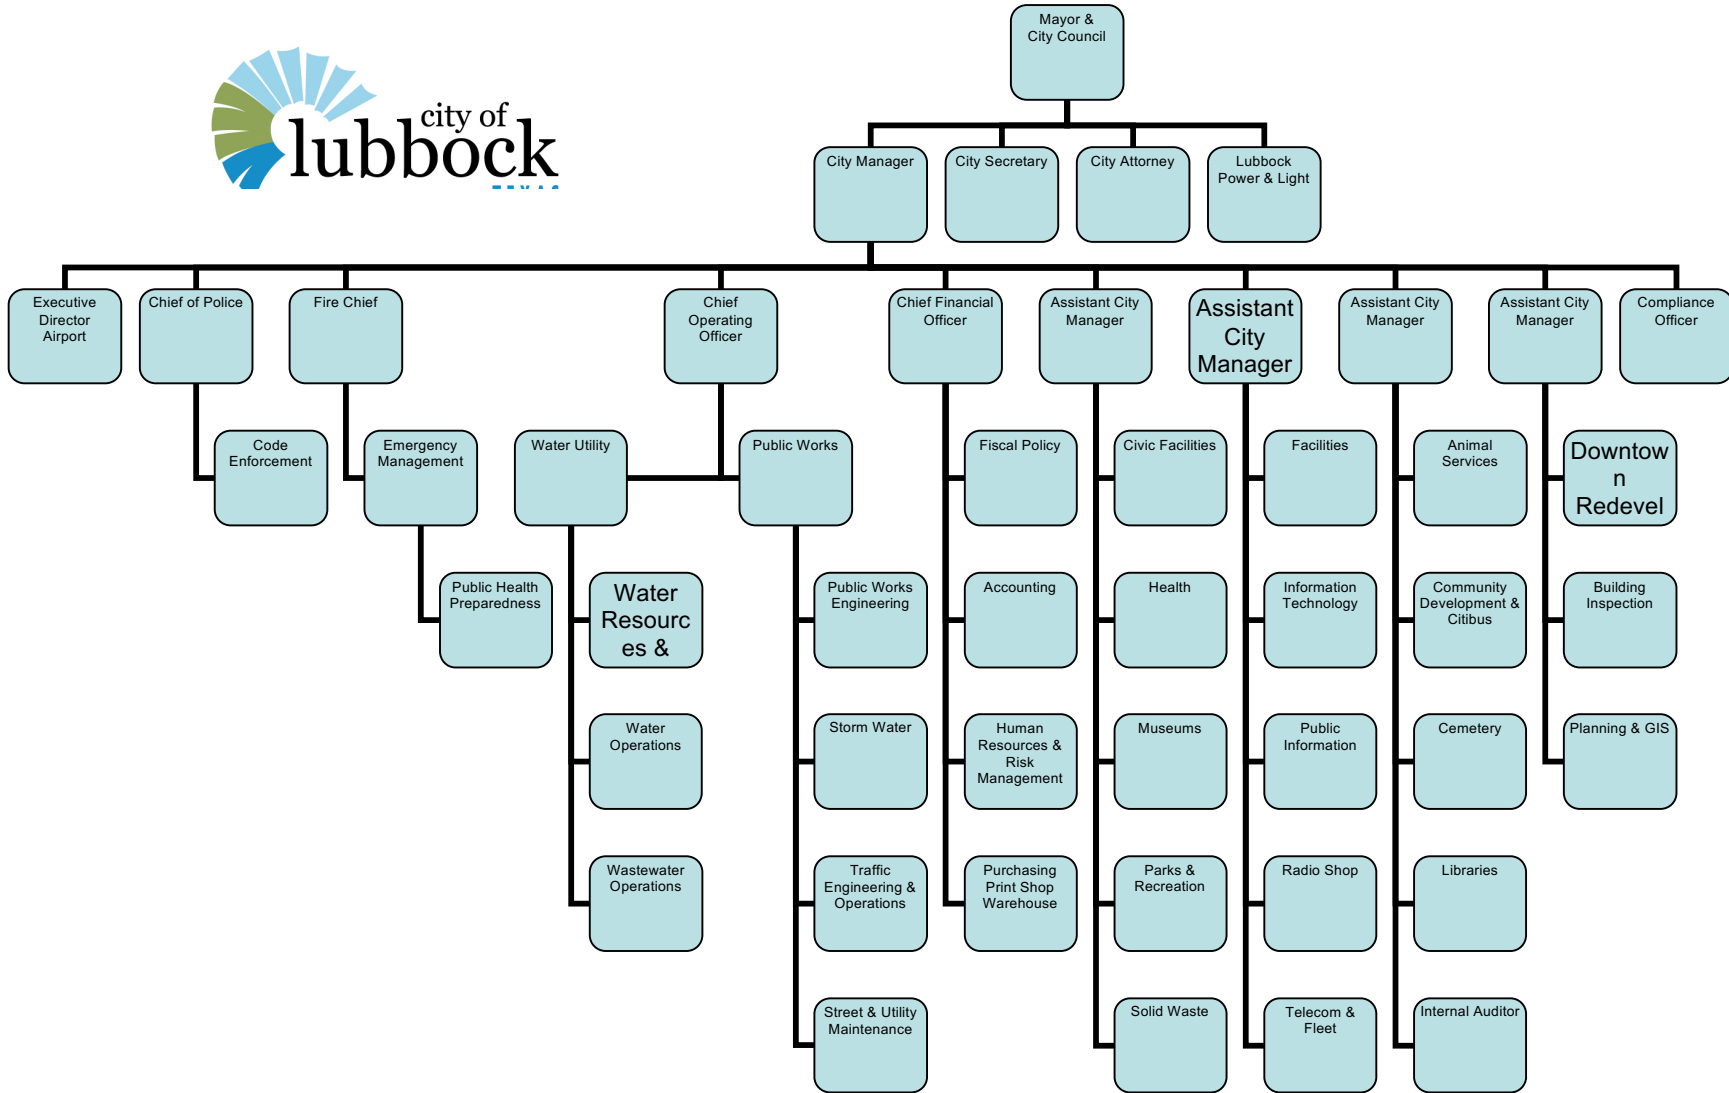 city of
lubbock
Mayor &
City Council
City Manager
City Secretary
City Attorney
Lubbock
Power & Light
Executive
Director
Airport
Chief of Police
Fire Chief
Chief
Operating
Officer
Chief Financial
Officer
Assistant City
Manager
Assistant
City
Manager
Assistant City
Manager
Assistant City
Manager
Compliance
Officer
Code
Enforcement
Emergency
Management
Water Utility
Public Works
Fiscal Policy
Civic Facilities
Facilities
Animal
Services
Downtow
n
Redevel
Public Health
Preparedness
Water
Resourc
es &
Public Works
Engineering
Accounting
Health
Information
Technology
Community
Development &
Citibus
Building
Inspection
Water
Operations
Storm Water
Human
Resources &
Risk
Management
Museums
Public
Information
Cemetery
Planning & GIS
Wastewater
Operations
Traffic
Engineering &
Operations
Purchasing
Print Shop
Warehouse
Parks &
Recreation
Radio Shop
Libraries
Street & Utility
Maintenance
Solid Waste
Telecom &
Fleet
Internal Auditor